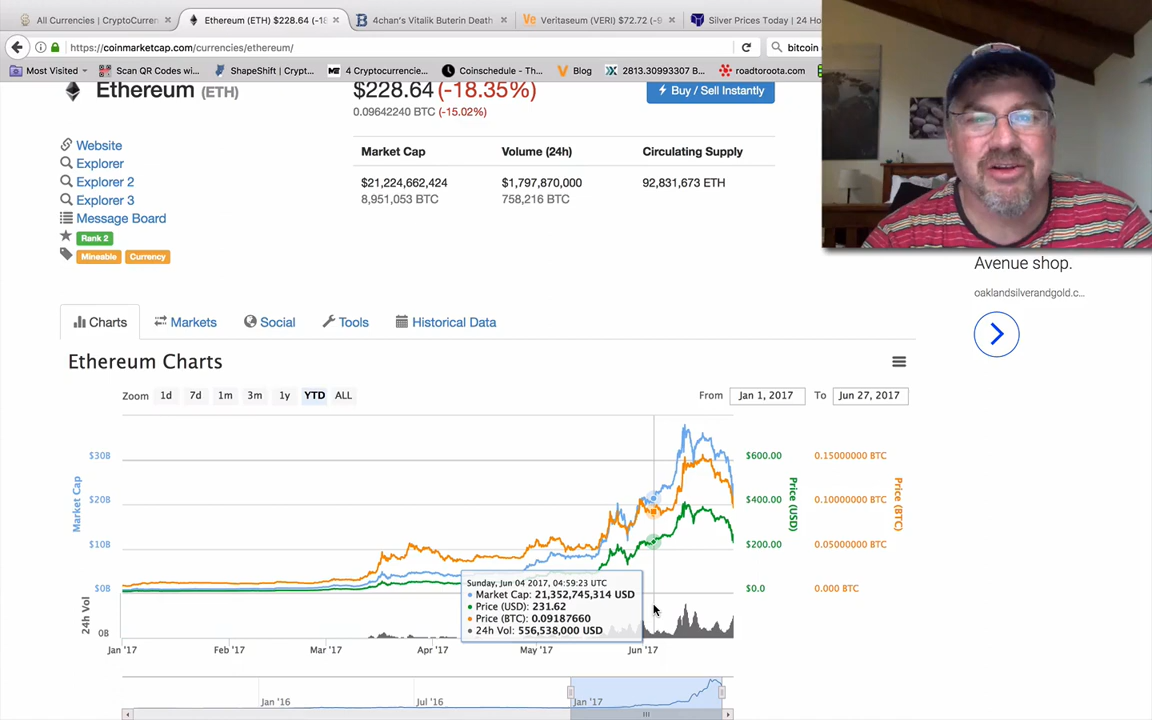 All Currencies | CryptoCurren
Ethereum (ETH) $228.64 (-18
4chan's Vitalik Buterin Death
Veritaseum (VERI) $72.72 (-9
Silver Prices Today | 24 Ho
https://coinmarketcap.com/currencies/ethereum/
bitcoin
Most Visited
Scan QR Codes wi...
ShapeShift | Crypt...
4 Cryptocurrencie...
Coinschedule - Th...
Blog
2813.30993307 B...
roadtoroota.com
Ethereum (ETH)
$228.64 (-18.35%)
0.09642240 BTC (-15.02%)
Buy / Sell Instantly
Website
Explorer
Explorer 2
Explorer 3
Message Board
Rank 2
Mineable
Currency
Market Cap
Volume (24h)
Circulating Supply
$21,224,662,424
$1,797,870,000
92,831,673 ETH
8,951,053 BTC
758,216 BTC
Avenue shop.
oaklandsilverandgold.c...
Charts
Markets
Social
Tools
Historical Data
Ethereum Charts
Zoom
1d
7d
1m
3m
1y
YTD
ALL
From
Jan 1, 2017
To
Jun 27, 2017
$30B
$20B
$10B
$0B
Market Cap
0B
24h Vol
$600.00
$400.00
$200.00
$0.0
Price (USD)
0.15000000 BTC
0.10000000 BTC
0.05000000 BTC
0.000 BTC
Price (BTC)
Sunday, Jun 04 2017, 04:59:23 UTC
Market Cap: 21,352,745,314 USD
Price (USD): 231.62
Price (BTC): 0.09187660
24h Vol: 556,538,000 USD
Jan '17
Feb '17
Mar '17
Apr '17
May '17
Jun '17
Jan '16
Jul '16
Jan '17